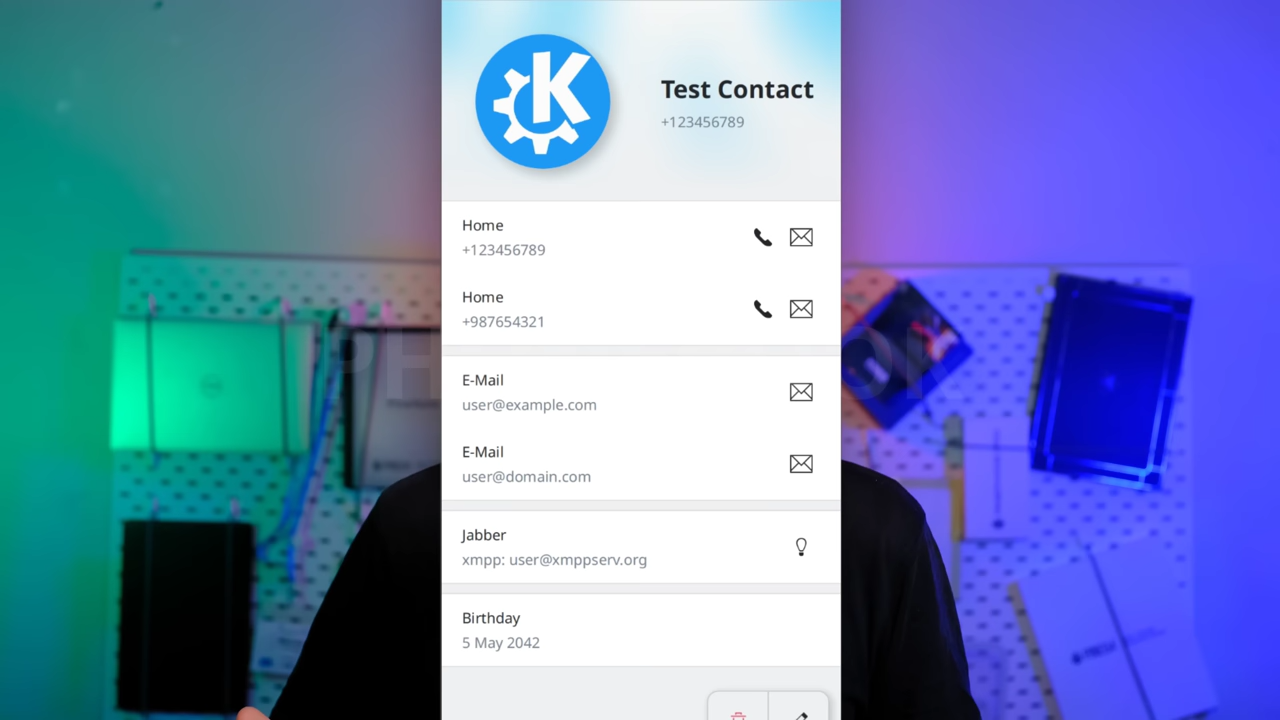 Test Contact
+123456789
Home
+123456789
Home
+987654321
E-Mail
user@example.com
E-Mail
user@domain.com
Jabber
xmpp: user@xmppserv.org
Birthday
5 May 2042